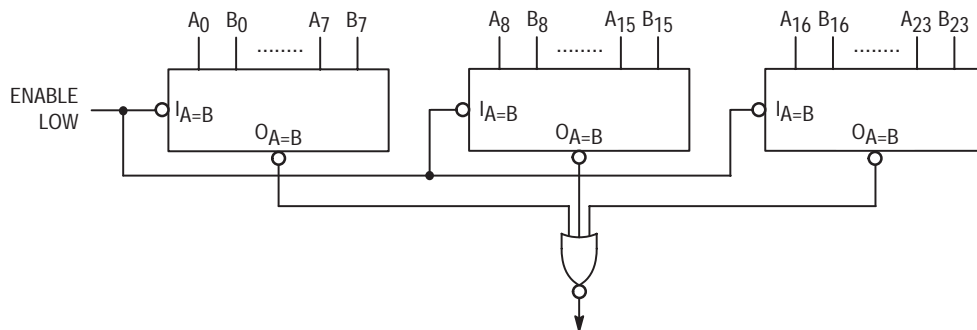 A0 B0 ........ A7 B7
A8 B8 ........ A15 B15
A16 B16 ........ A23 B23
ENABLE
LOW
IA=B
OA=B
IA=B
OA=B
IA=B
OA=B